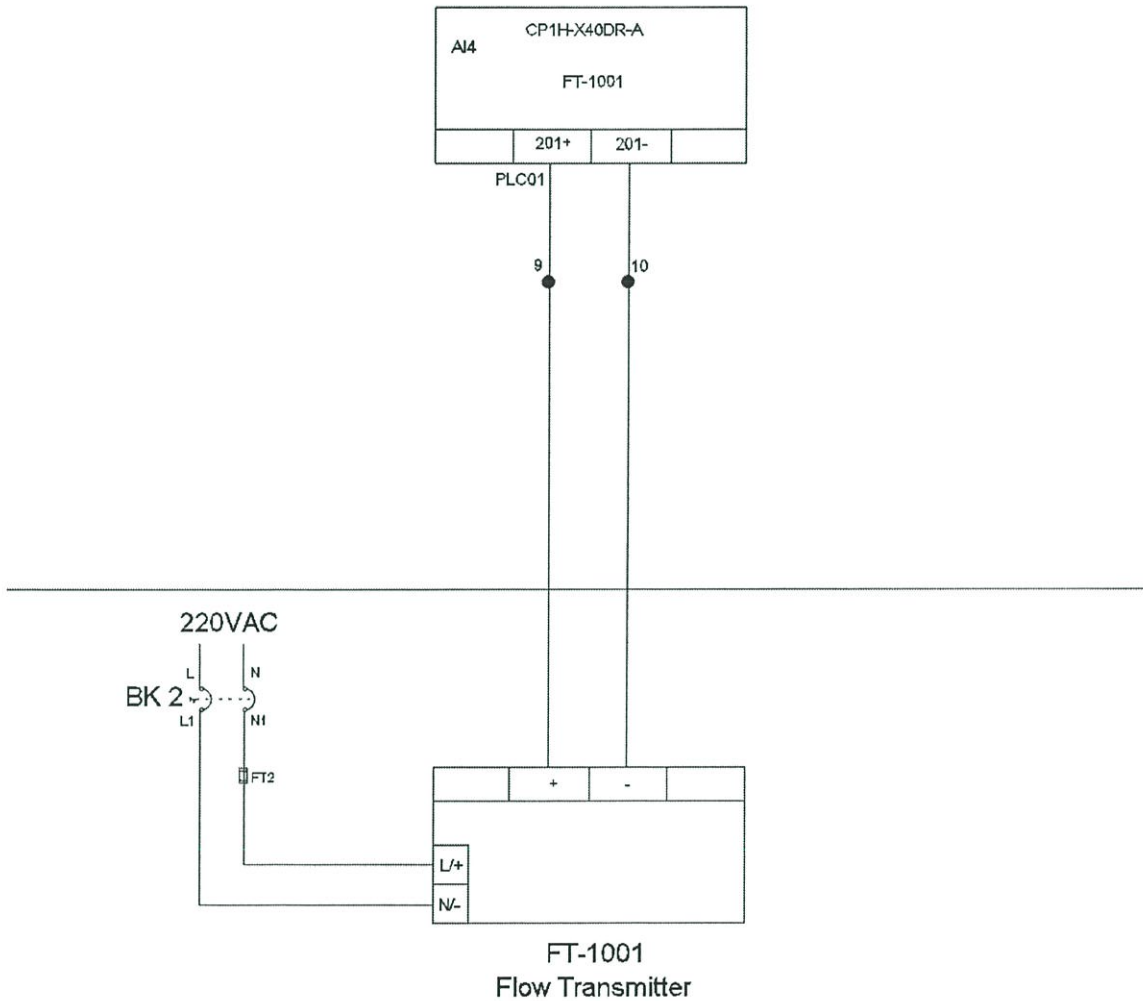 CP1H-X40DR-A
AI4
FT-1001
201+ 201-
PLC01
9 10
220VAC
L N
BK 2
L1 N1
FT2
+ -
L/+
N/-
FT-1001
Flow Transmitter